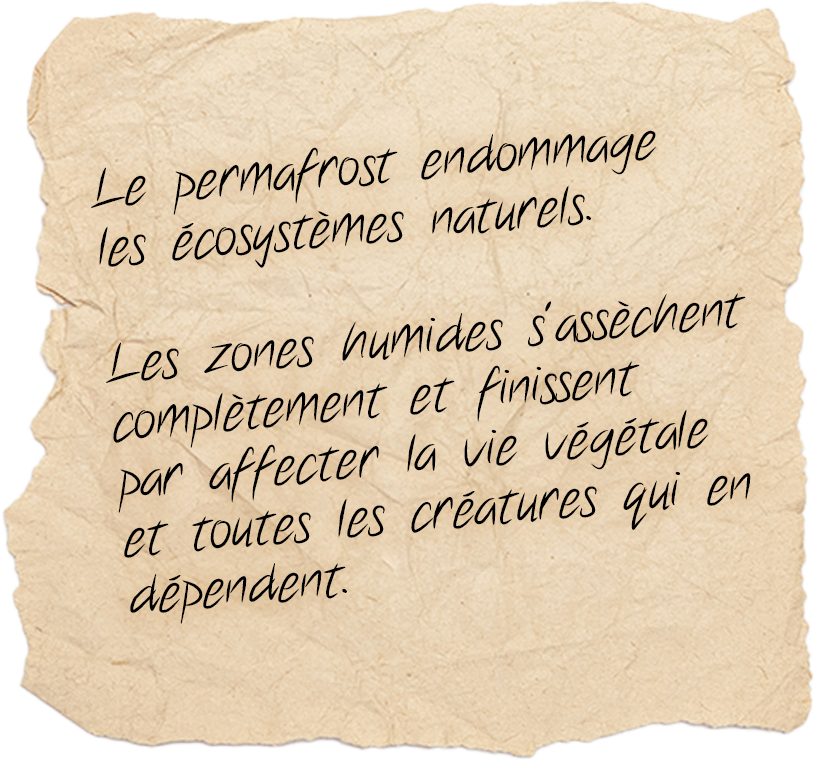 Le permafrost endommage
les écosystèmes naturels.
Les zones humides s'assèchent
complètement et finissent
par affecter la vie végétale
et toutes les créatures qui en
dépendent.